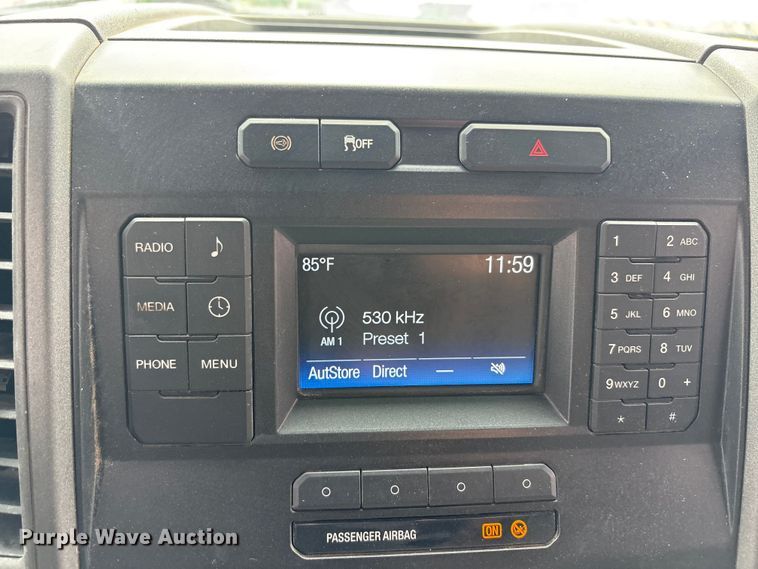 OFF
RADIO
MEDIA
PHONE MENU
85°F 11:59
530 kHz
AM 1 Preset 1
AutStore Direct —
1 2 ABC
3 DEF 4 GHI
5 JKL 6 MNO
7 PQRS 8 TUV
9 WXYZ 0 +
* #
PASSENGER AIRBAG ON
Purple Wave Auction